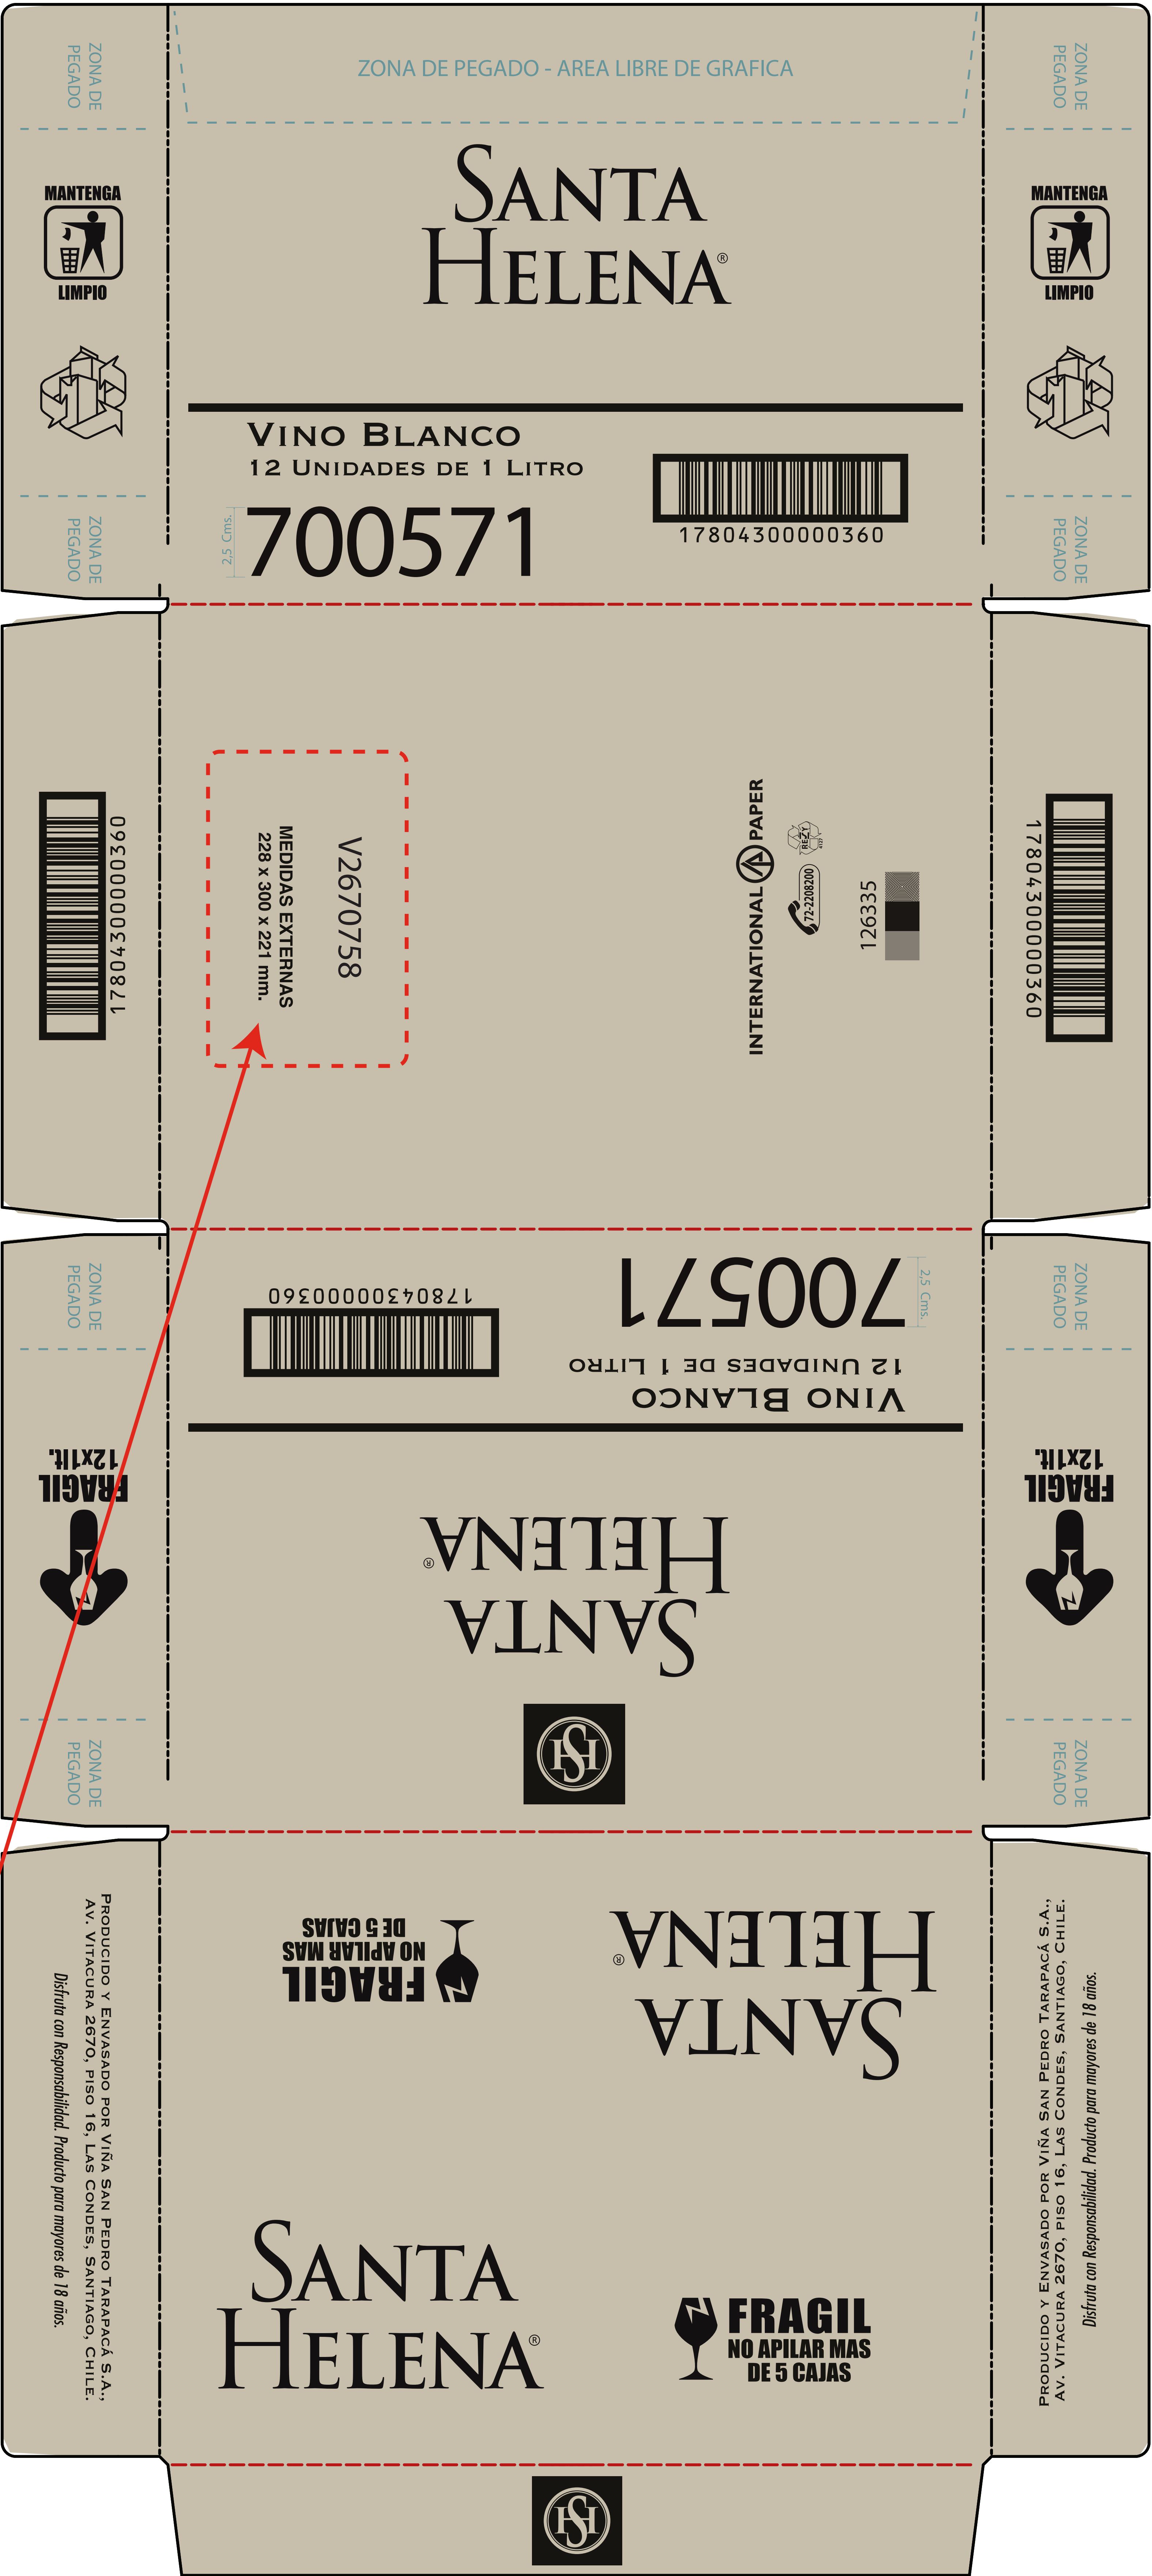 ZONA DE PEGADO - AREA LIBRE DE GRAFICA
ZONA DE
PEGADO
ZONA DE
PEGADO
SANTA
HELENA®
MANTENGA
LIMPIO
MANTENGA
LIMPIO
VINO BLANCO
12 UNIDADES DE 1 LITRO
2,5 Cms.
700571
17804300000360
ZONA DE
PEGADO
ZONA DE
PEGADO
17804300000360
V2670758
MEDIDAS EXTERNAS
228 x 300 x 221 mm.
INTERNATIONAL PAPER
REZY
4127
72-2208200
126335
17804300000360
ZONA DE
PEGADO
ZONA DE
PEGADO
SANTA
HELENA®
VINO BLANCO
12 UNIDADES DE 1 LITRO
700571
2,5 Cms.
17804300000360
FRAGIL
12x1lt.
FRAGIL
12x1lt.
SH
ZONA DE
PEGADO
ZONA DE
PEGADO
SANTA
HELENA®
FRAGIL
NO APILAR MAS
DE 5 CAJAS
PRODUCIDO Y ENVASADO POR VIÑA SAN PEDRO TARAPACÁ S.A.,
AV. VITACURA 2670, PISO 16, LAS CONDES, SANTIAGO, CHILE.
Disfruta con Responsabilidad. Producto para mayores de 18 años.
PRODUCIDO Y ENVASADO POR VIÑA SAN PEDRO TARAPACÁ S.A.,
AV. VITACURA 2670, PISO 16, LAS CONDES, SANTIAGO, CHILE.
Disfruta con Responsabilidad. Producto para mayores de 18 años.
SANTA
HELENA®
FRAGIL
NO APILAR MAS
DE 5 CAJAS
SH